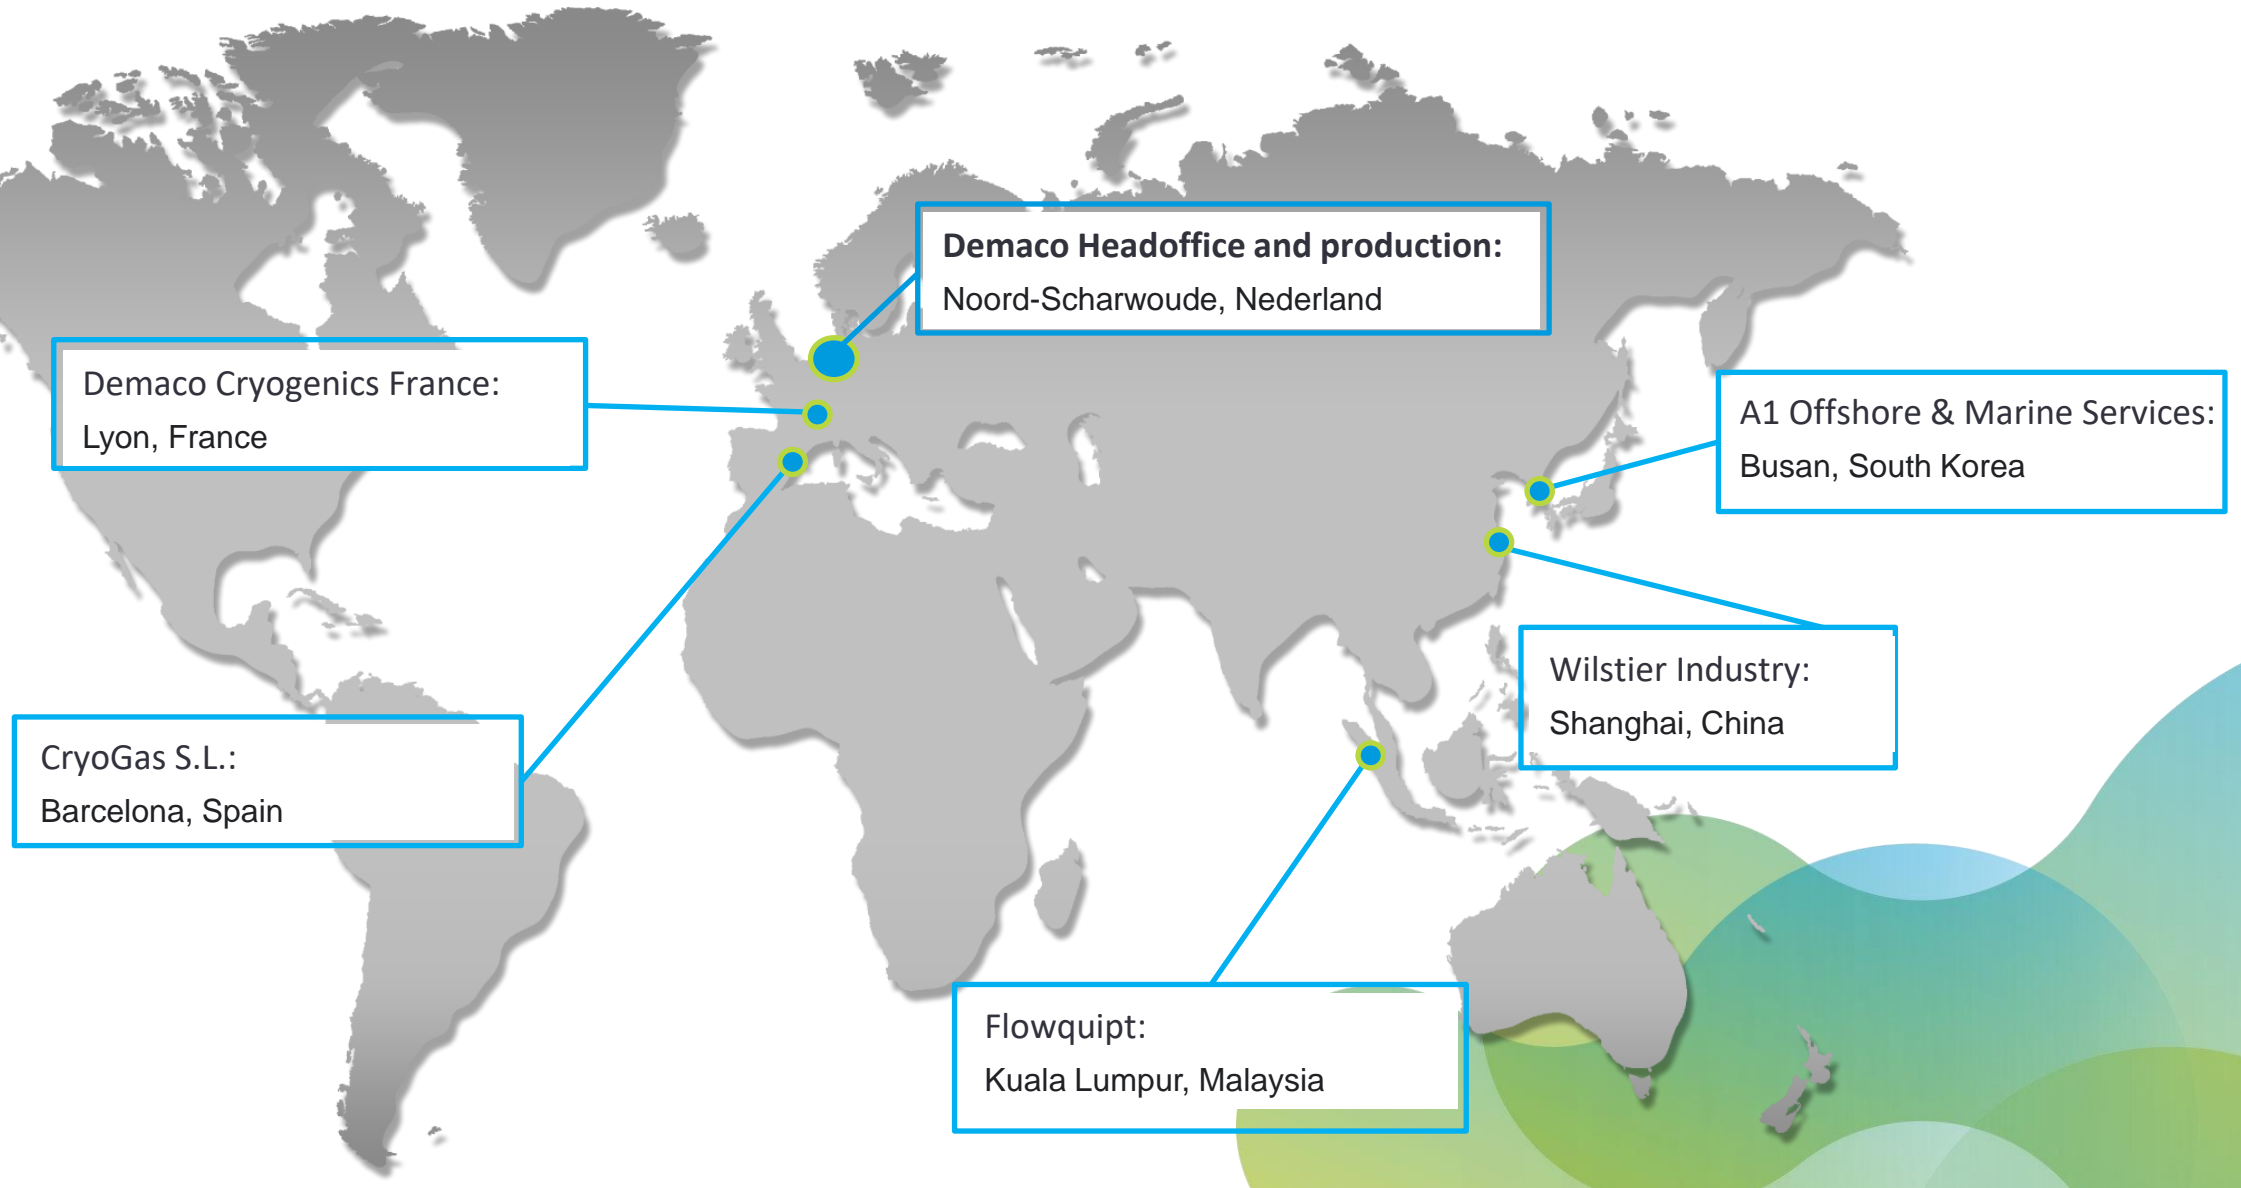 Demaco Headoffice and production:
Noord-Scharwoude, Nederland
Demaco Cryogenics France:
Lyon, France
A1 Offshore & Marine Services:
Busan, South Korea
Wilstier Industry:
Shanghai, China
CryoGas S.L.:
Barcelona, Spain
Flowquipt:
Kuala Lumpur, Malaysia